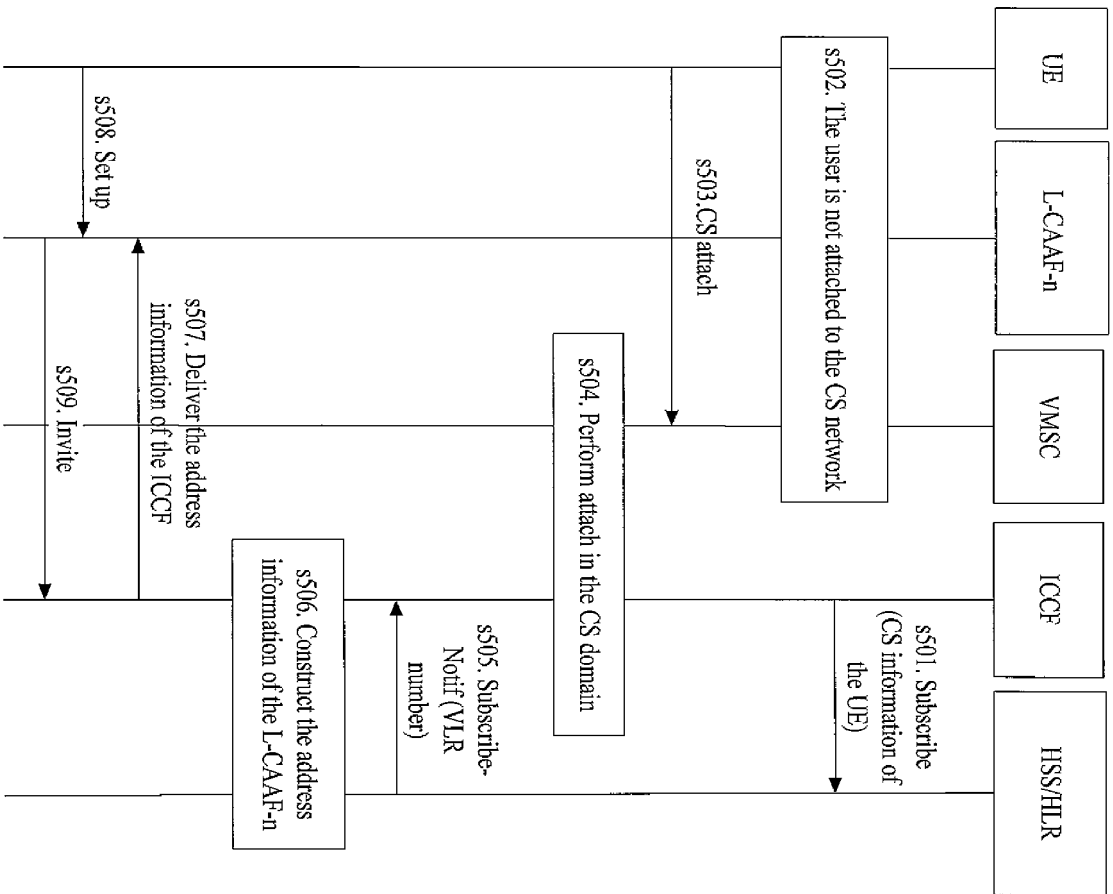 UE
L-CAAF-n
VMSC
ICCF
HSS/HLR
s501. Subscribe
(CS information of
the UE)
s502. The user is not attached to the CS network
s503.CS attach
s504. Perform attach in the CS domain
s505. Subscribe-
Notif (VLR
number)
s506. Construct the address
information of the L-CAAF-n
s507. Deliver the address
information of the ICCF
s508. Set up
s509. Invite